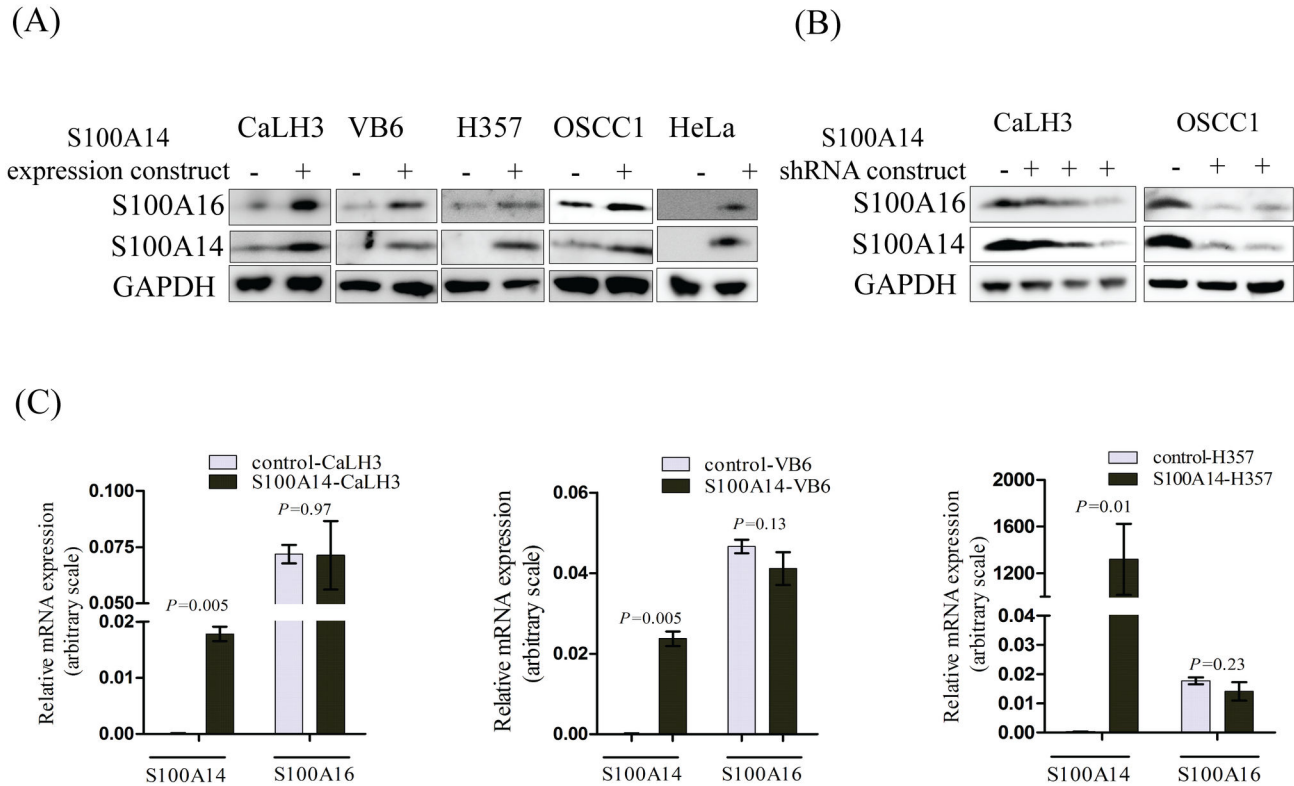 (A)
(B)
S100A14
expression construct
CaLH3 VB6 H357 OSCC1 HeLa
- + - + - + - + - +
S100A16
S100A14
GAPDH
S100A14
shRNA construct
CaLH3 OSCC1
- + + + - + +
S100A16
S100A14
GAPDH
(C)
control-CaLH3
S100A14-CaLH3
Relative mRNA expression
(arbitrary scale)
0.100
0.075
0.050
0.02
0.01
0.00
P=0.005
P=0.97
S100A14 S100A16
control-VB6
S100A14-VB6
Relative mRNA expression
(arbitrary scale)
0.06
0.04
0.02
0.00
P=0.005
P=0.13
S100A14 S100A16
control-H357
S100A14-H357
Relative mRNA expression
(arbitrary scale)
2000
1600
1200
0.04
0.03
0.02
0.01
0.00
P=0.01
P=0.23
S100A14 S100A16